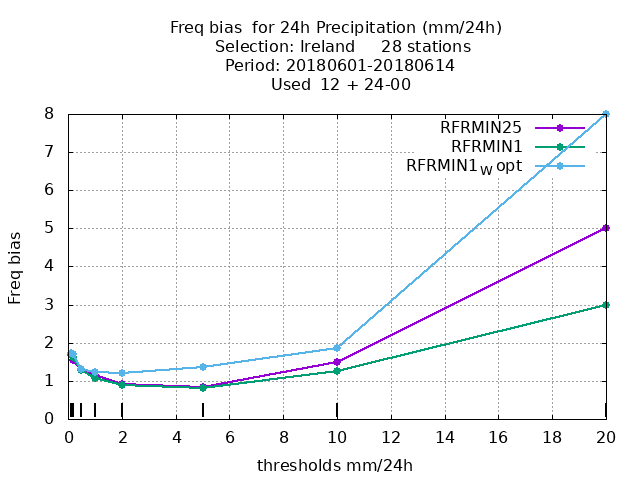 Freq bias  for 24h Precipitation (mm/24h)
Selection: Ireland     28 stations
Period: 20180601-20180614
Used  12 + 24-00
RFRMIN25
RFRMIN1
RFRMIN1W opt
Freq bias
8
7
6
5
4
3
2
1
0
0 2 4 6 8 10 12 14 16 18 20
thresholds mm/24h